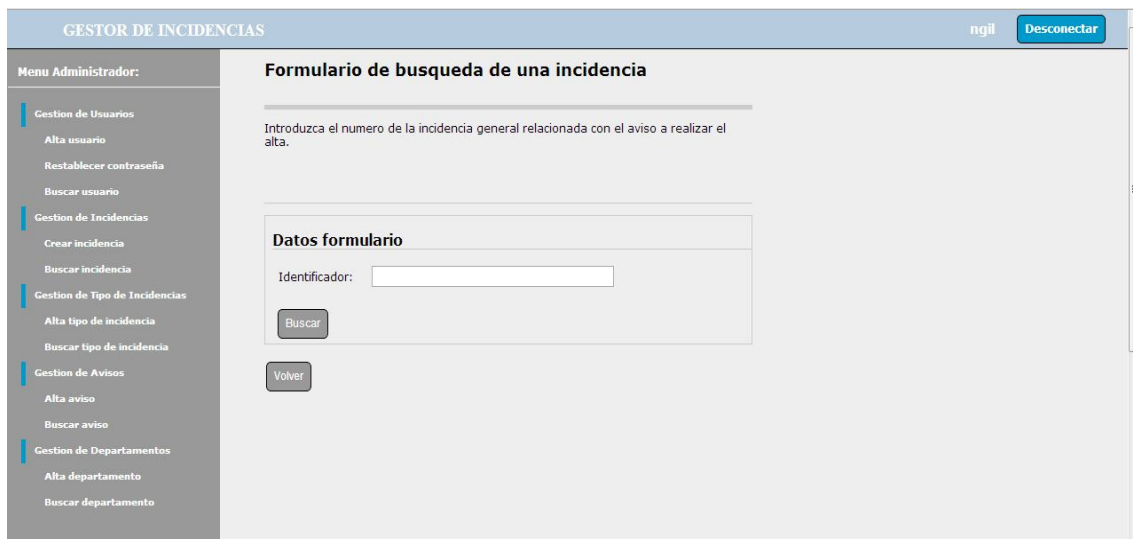 GESTOR DE INCIDENCIAS
ngil
Desconectar
Menu Administrador:
Gestion de Usuarios
Alta usuario
Restablecer contraseña
Buscar usuario
Gestion de Incidencias
Crear incidencia
Buscar incidencia
Gestion de Tipo de Incidencias
Alta tipo de incidencia
Buscar tipo de incidencia
Gestion de Avisos
Alta aviso
Buscar aviso
Gestion de Departamentos
Alta departamento
Buscar departamento
Formulario de busqueda de una incidencia
Introduzca el numero de la incidencia general relacionada con el aviso a realizar el
alta.
Datos formulario
Identificador:
Buscar
Volver